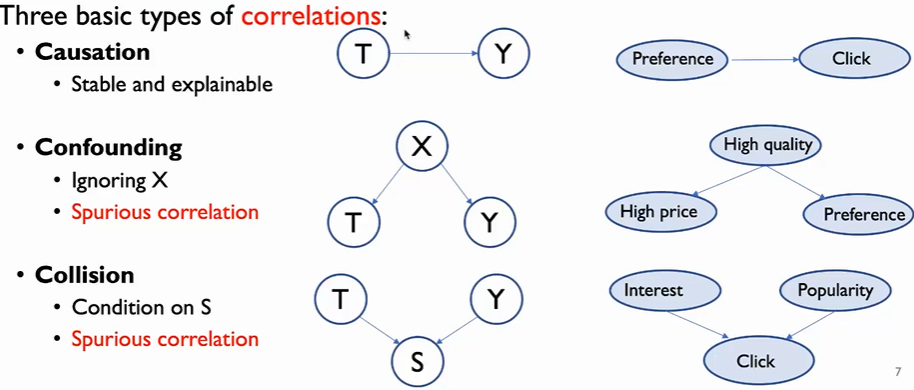 Three basic types of correlations:
• Causation
• Stable and explainable
T
Y
Preference
Click
• Confounding
• Ignoring X
• Spurious correlation
X
T
Y
High quality
High price
Preference
• Collision
• Condition on S
• Spurious correlation
T
Y
S
Interest
Popularity
Click
7